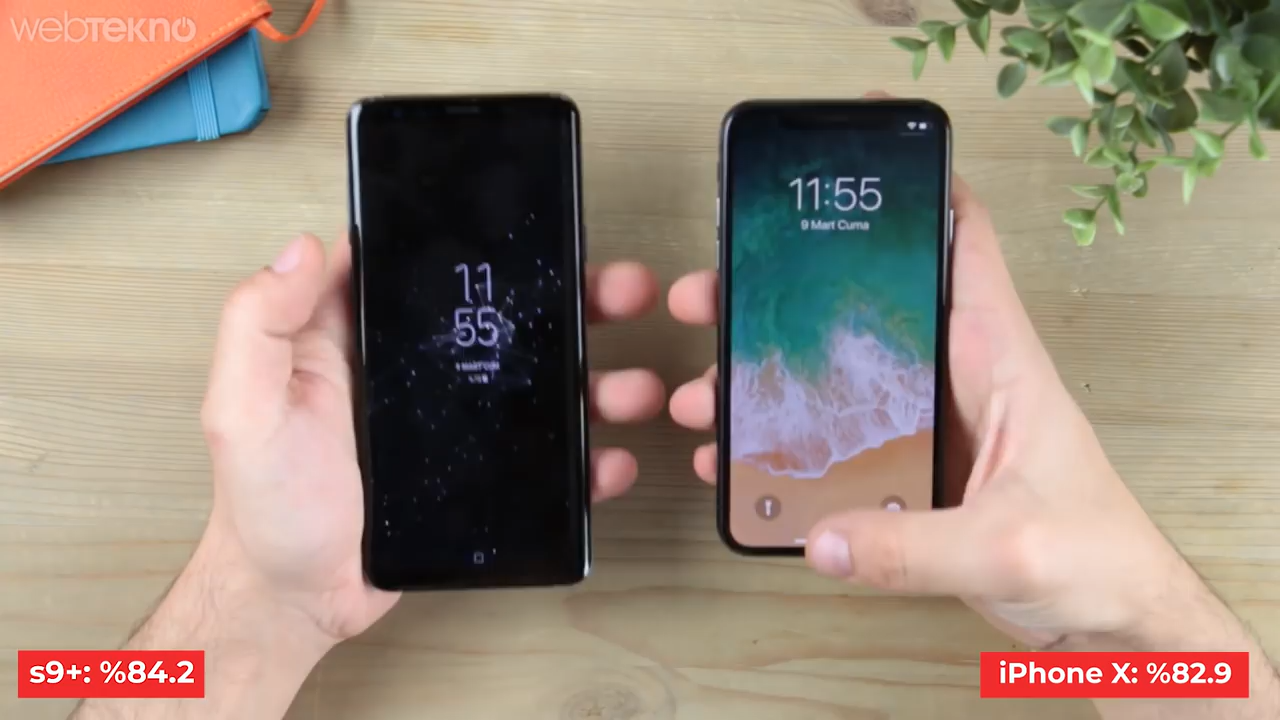 webTEKNO
11
55
11:55
9 Mart Cuma
s9+: %84.2
iPhone X: %82.9